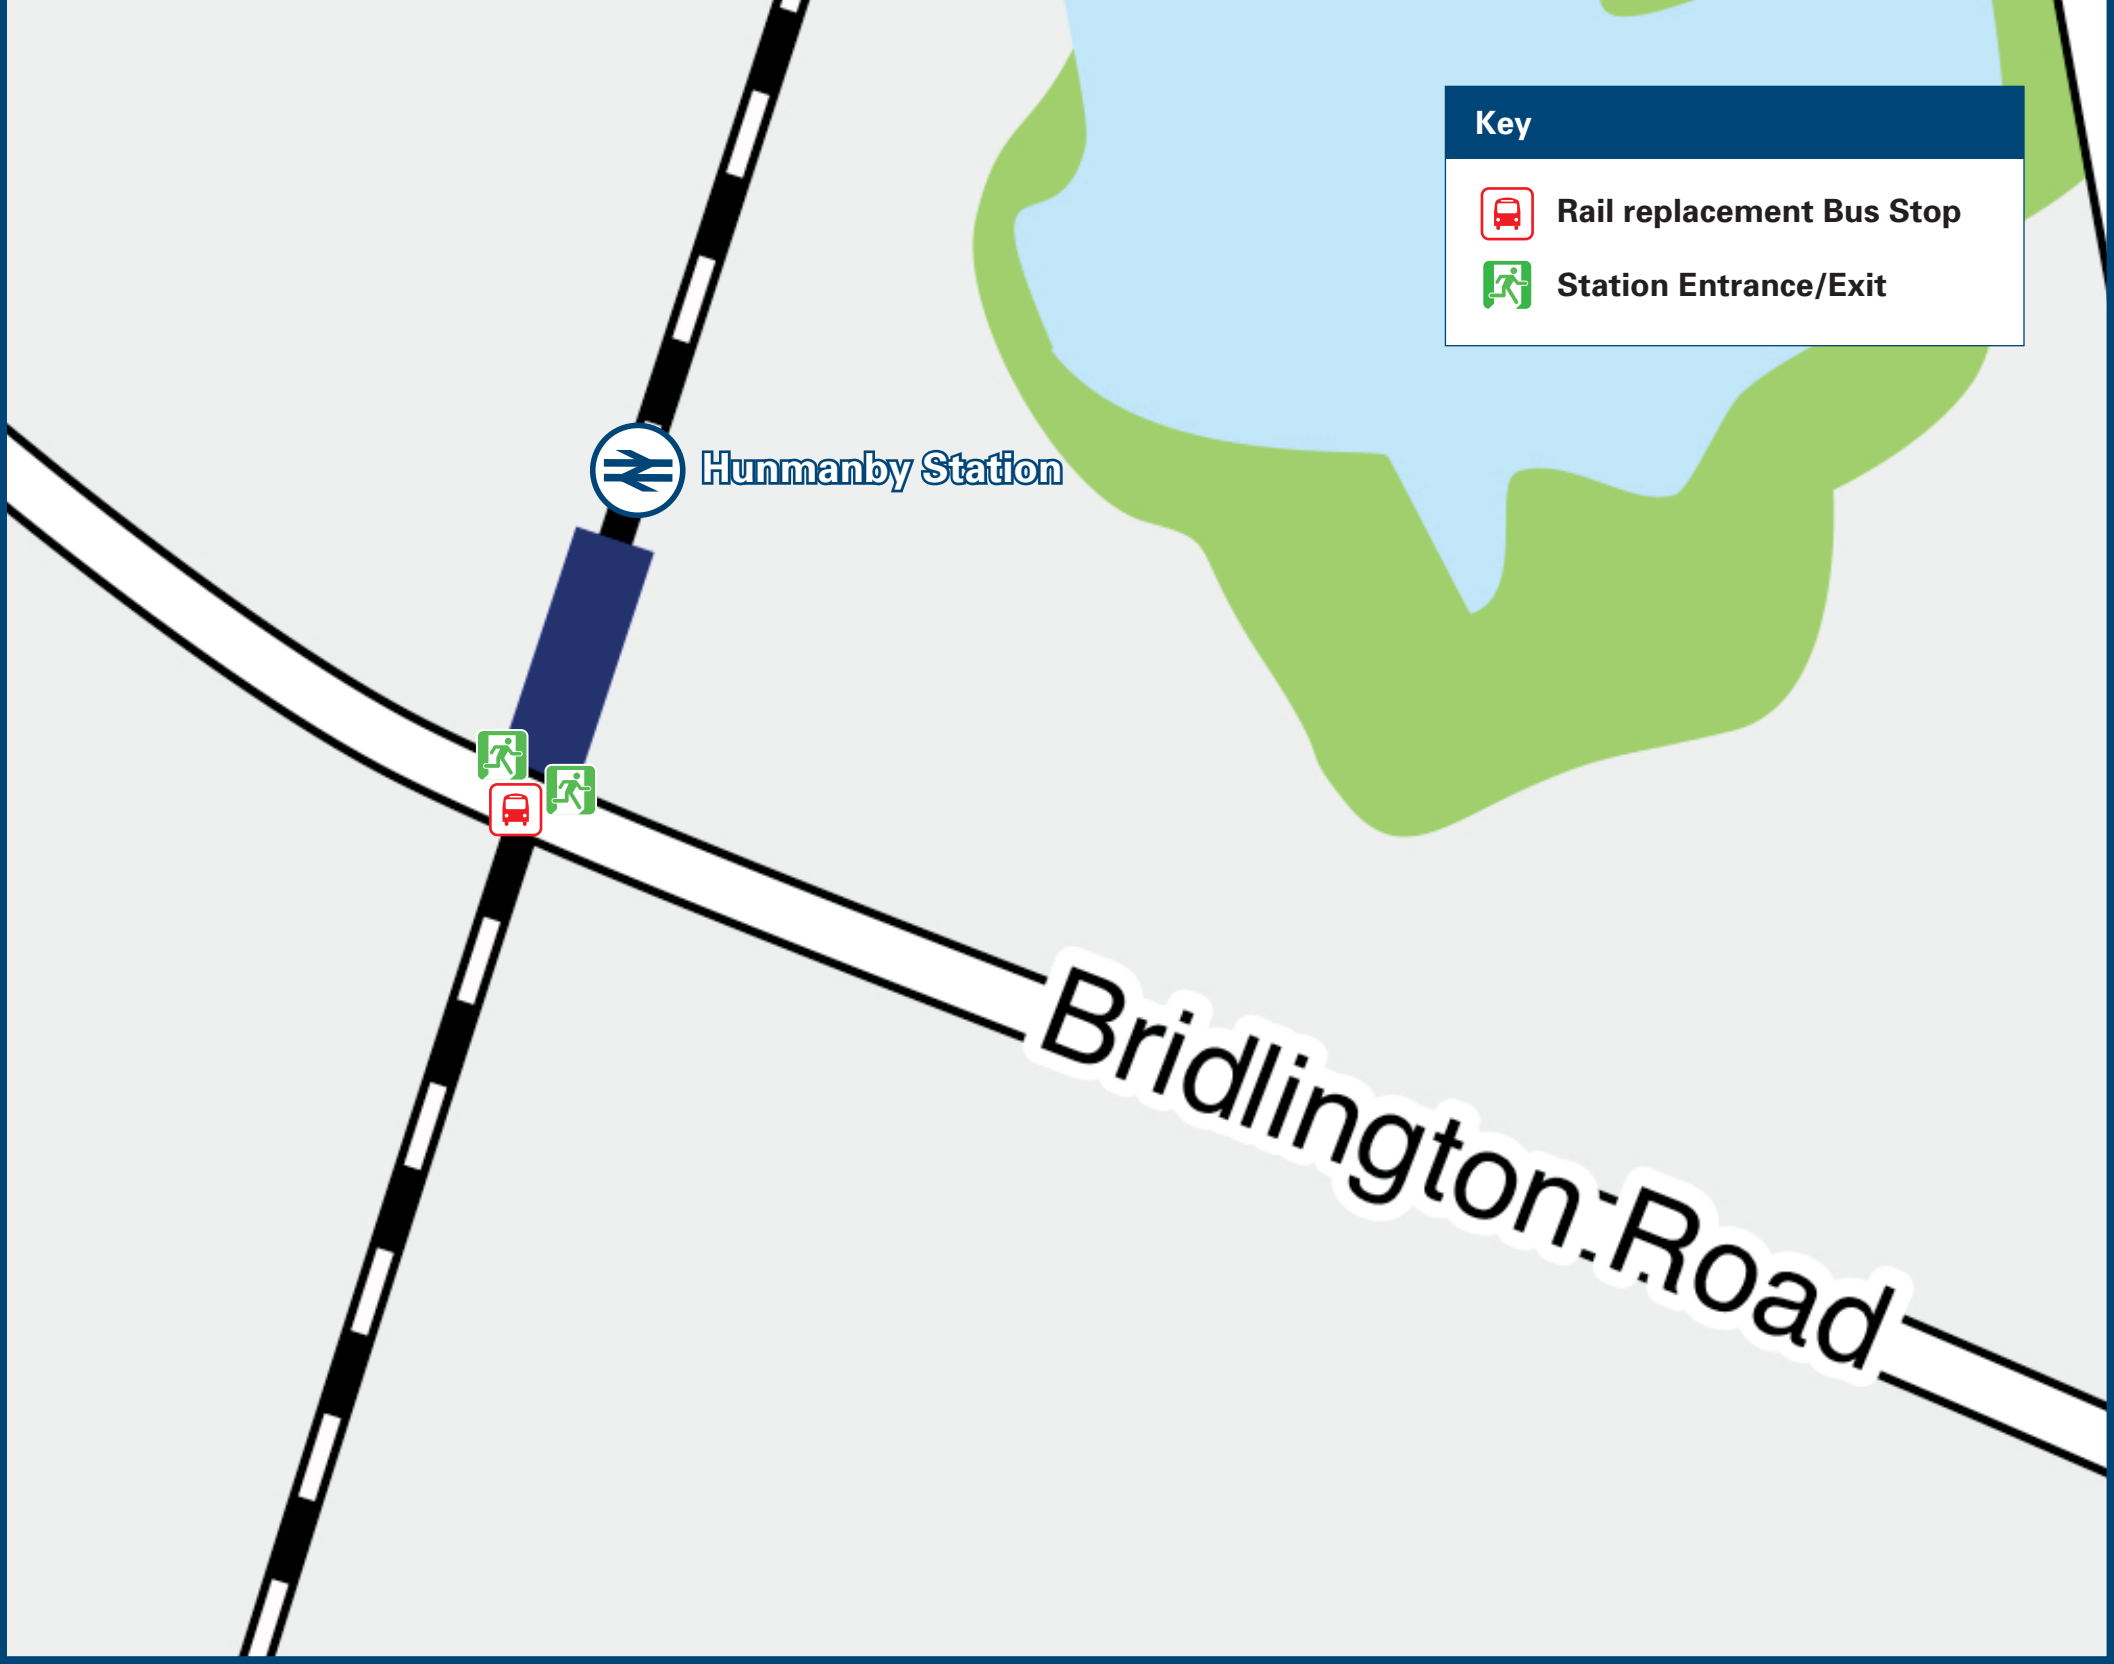 Key
Rail replacement Bus Stop
Station Entrance/Exit
Hunmanby Station
Bridlington Road